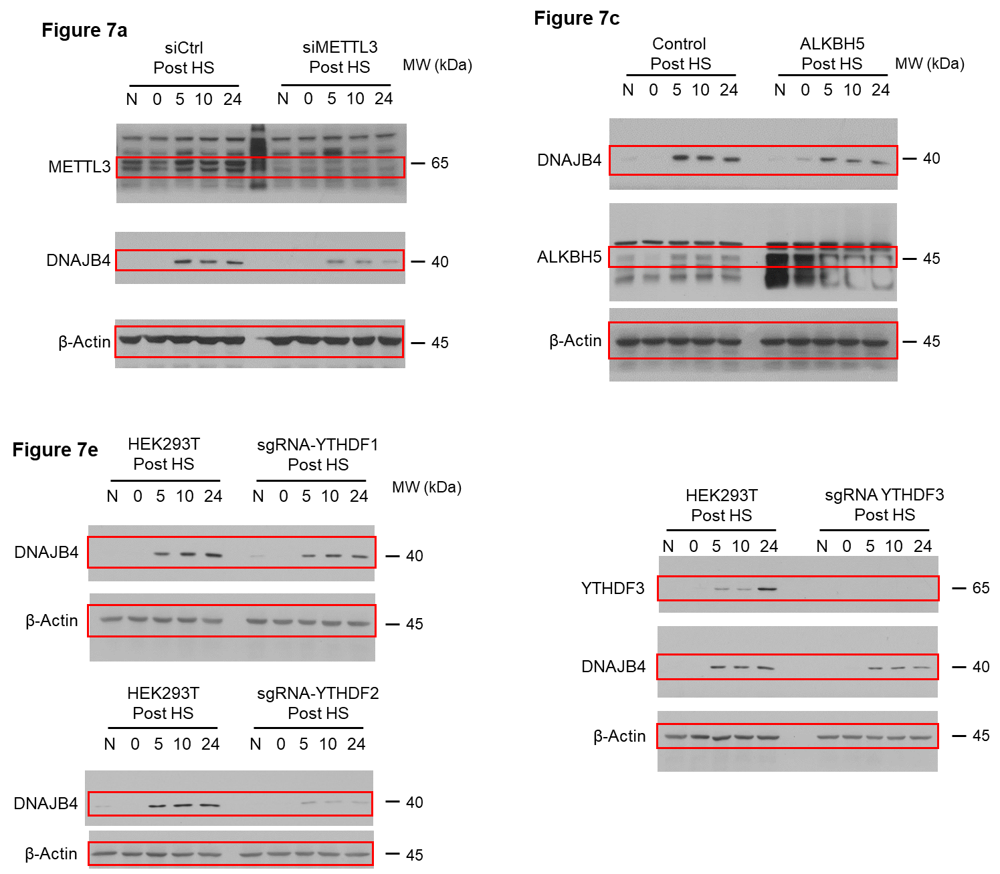 Figure 7a
siCtrl
Post HS
siMETTL3
Post HS
MW (kDa)
N 0 5 10 24
N 0 5 10 24
METTL3
65
DNAJB4
40
β-Actin
45
Figure 7c
Control
Post HS
ALKBH5
Post HS
MW (kDa)
N 0 5 10 24
N 0 5 10 24
DNAJB4
40
ALKBH5
45
β-Actin
45
Figure 7e
HEK293T
Post HS
sgRNA-YTHDF1
Post HS
MW (kDa)
N 0 5 10 24
N 0 5 10 24
DNAJB4
40
β-Actin
45
HEK293T
Post HS
sgRNA-YTHDF2
Post HS
N 0 5 10 24
N 0 5 10 24
DNAJB4
40
β-Actin
45
HEK293T
Post HS
sgRNA YTHDF3
Post HS
N 0 5 10 24
N 0 5 10 24
YTHDF3
65
DNAJB4
40
β-Actin
45